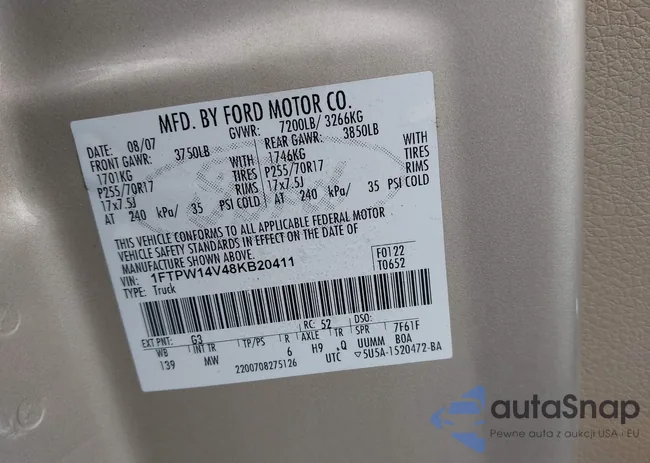 MFD. BY FORD MOTOR CO.
DATE: 08/07 GVWR: 7200LB/ 3266KG
FRONT GAWR: 3750LB REAR GAWR: 3850LB
1701KG WITH 1746KG WITH
P255/70R17 TIRES P255/70R17 TIRES
17x7.5J RIMS 17x7.5J RIMS
AT 240 kPa/ 35 PSI COLD AT 240 kPa/ 35 PSI COLD
THIS VEHICLE CONFORMS TO ALL APPLICABLE FEDERAL MOTOR
VEHICLE SAFETY STANDARDS IN EFFECT ON THE DATE OF
MANUFACTURE SHOWN ABOVE.
VIN: 1FTPW14V48KB20411 F0122
TYPE: Truck T0652
EXT PNT: G3 RC: 52 DSO:
WB INT TR TP/PS R AXLE TR SPR 7F61F
139 MW 6 H9 Q UUMM BOA
2200708275126 UTC 5U5A-1520472-BA
Ford
autaSnap
Pewne auta z aukcji USA i EU